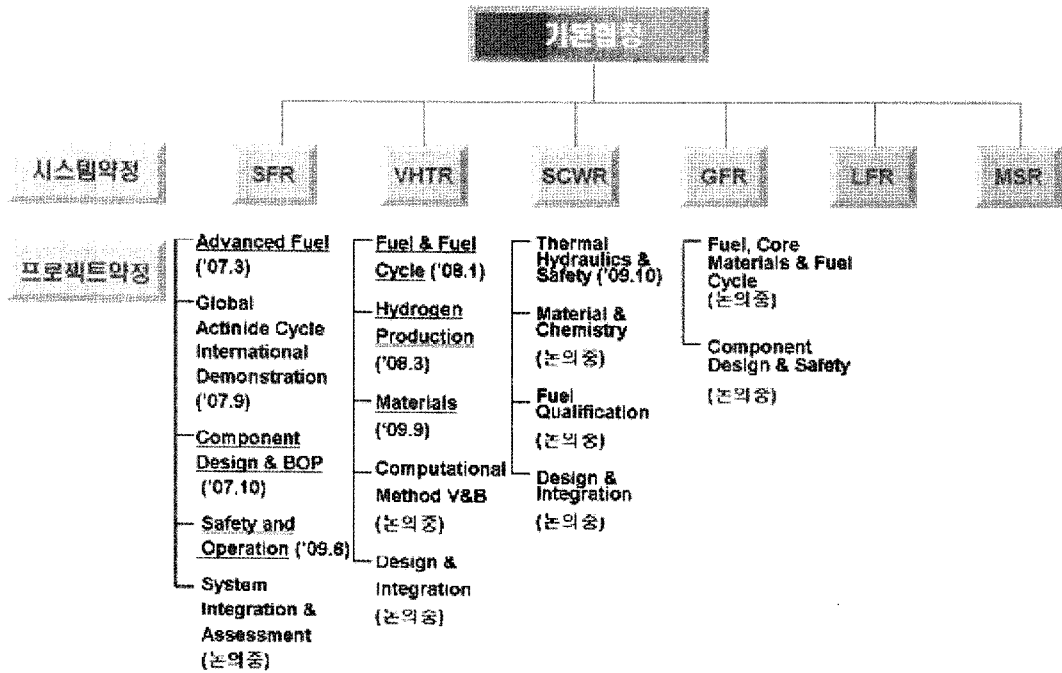 기본협정
시스템약정
SFR
VHTR
SCWR
GFR
LFR
MSR
프로젝트약정
Advanced Fuel
('07.3)
Global
Actinide Cycle
International
Demonstration
('07.9)
Component
Design & BOP
('07.10)
Safety and
Operation ('09.6)
System
Integration &
Assessment
(논의중)
Fuel & Fuel
Cycle ('08.1)
Hydrogen
Production
('08.3)
Materials
('09.9)
Computational
Method V&B
(논의중)
Design &
Integration
(논의중)
Thermal
Hydraulics &
Safety ('09.10)
Material &
Chemistry
(논의중)
Fuel
Qualification
(논의중)
Design &
Integration
(논의중)
Fuel, Core
Materials & Fuel
Cycle
(논의중)
Component
Design & Safety
(논의중)